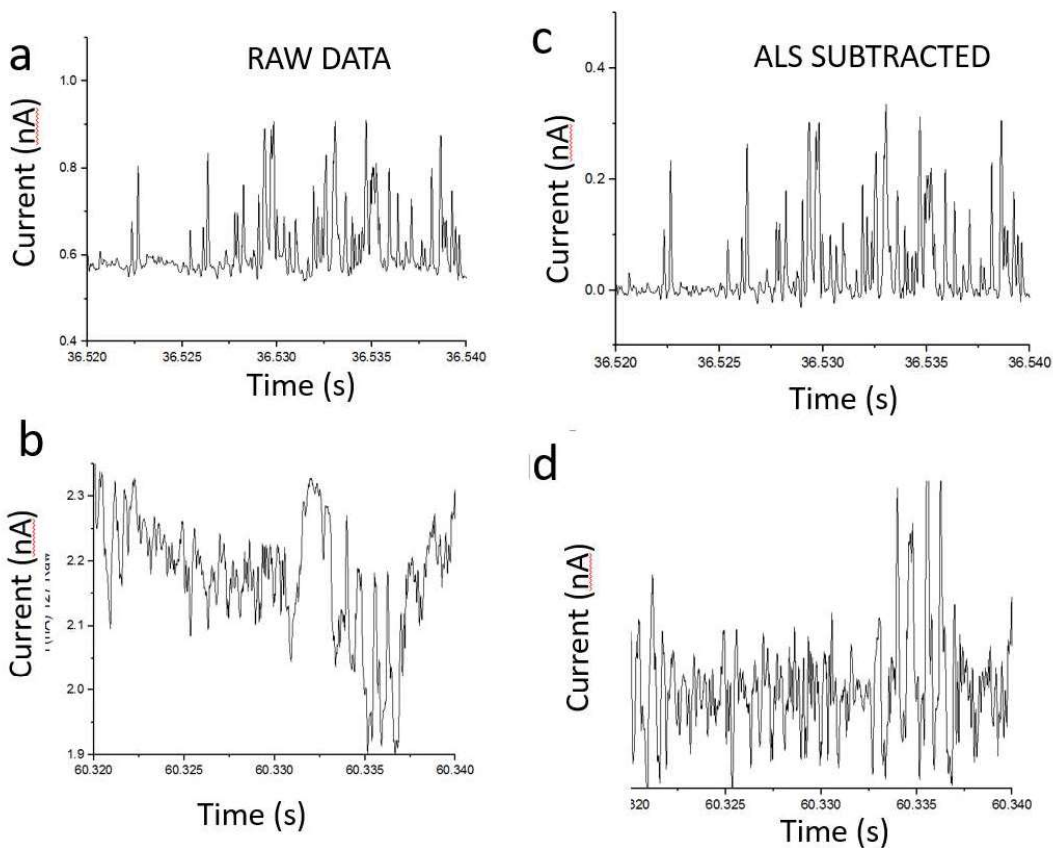 a
RAW DATA
1.0
0.8
0.6
0.4
Current (nA)
36.520
36.525
36.530
36.535
36.540
Time (s)
c
ALS SUBTRACTED
0.4
0.2
0.0
Current (nA)
36.520
36.525
36.530
36.535
36.540
Time (s)
b
2.3
2.2
2.1
2.0
1.9
Current (nA)
60.320
60.325
60.330
60.335
60.340
Time (s)
d
Current (nA)
320
60.325
60.330
60.335
60.340
Time (s)